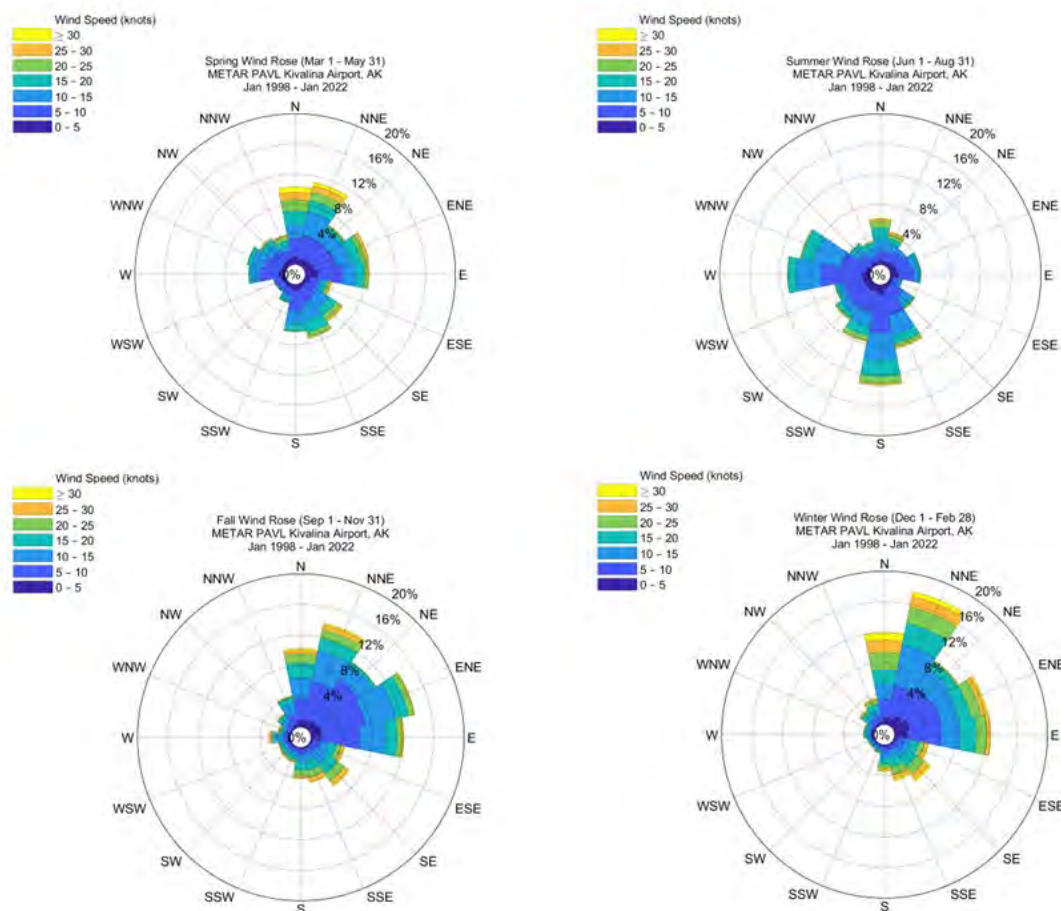 Wind Speed (knots)
≥ 30
25 – 30
20 – 25
15 – 20
10 – 15
5 – 10
0 – 5
Spring Wind Rose (Mar 1 - May 31)
METAR PAVL Kivalina Airport, AK
Jan 1998 - Jan 2022
N
NNE
NE
ENE
E
ESE
SE
SSE
S
SSW
SW
WSW
W
WNW
NW
NNW
20%
16%
12%
8%
4%
0%
Wind Speed (knots)
≥ 30
25 – 30
20 – 25
15 – 20
10 – 15
5 – 10
0 – 5
Summer Wind Rose (Jun 1 - Aug 31)
METAR PAVL Kivalina Airport, AK
Jan 1998 - Jan 2022
N
NNE
NE
ENE
E
ESE
SE
SSE
S
SSW
SW
WSW
W
WNW
NW
NNW
20%
16%
12%
8%
4%
0%
Wind Speed (knots)
≥ 30
25 – 30
20 – 25
15 – 20
10 – 15
5 – 10
0 – 5
Fall Wind Rose (Sep 1 - Nov 31)
METAR PAVL Kivalina Airport, AK
Jan 1998 - Jan 2022
N
NNE
NE
ENE
E
ESE
SE
SSE
S
SSW
SW
WSW
W
WNW
NW
NNW
20%
16%
12%
8%
4%
0%
Wind Speed (knots)
≥ 30
25 – 30
20 – 25
15 – 20
10 – 15
5 – 10
0 – 5
Winter Wind Rose (Dec 1 - Feb 28)
METAR PAVL Kivalina Airport, AK
Jan 1998 - Jan 2022
N
NNE
NE
ENE
E
ESE
SE
SSE
S
SSW
SW
WSW
W
WNW
NW
NNW
20%
16%
12%
8%
4%
0%